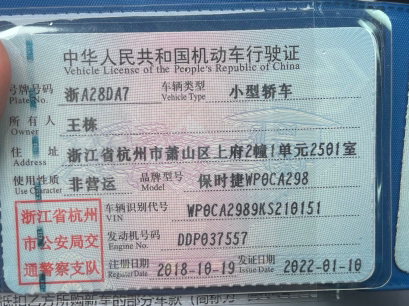 中华人民共和国机动车行驶证
Vehicle License of the People's Republic of China
号牌号码 浙A28DA7 车辆类型 小型轿车
Plate No. Vehicle Type
所有人 王栋
Owner
住址 浙江省杭州市萧山区上府2幢1单元2501室
Address
使用性质 非营运 品牌型号 保时捷WP0CA298
Use Character Model
浙江省杭州
市公安局交
通警察支队
车辆识别代号 WP0CA2989KS210151
VIN
发动机号码 DDP037557
Engine No.
注册日期 2018-10-19 发证日期 2022-01-10
Register Date Issue Date